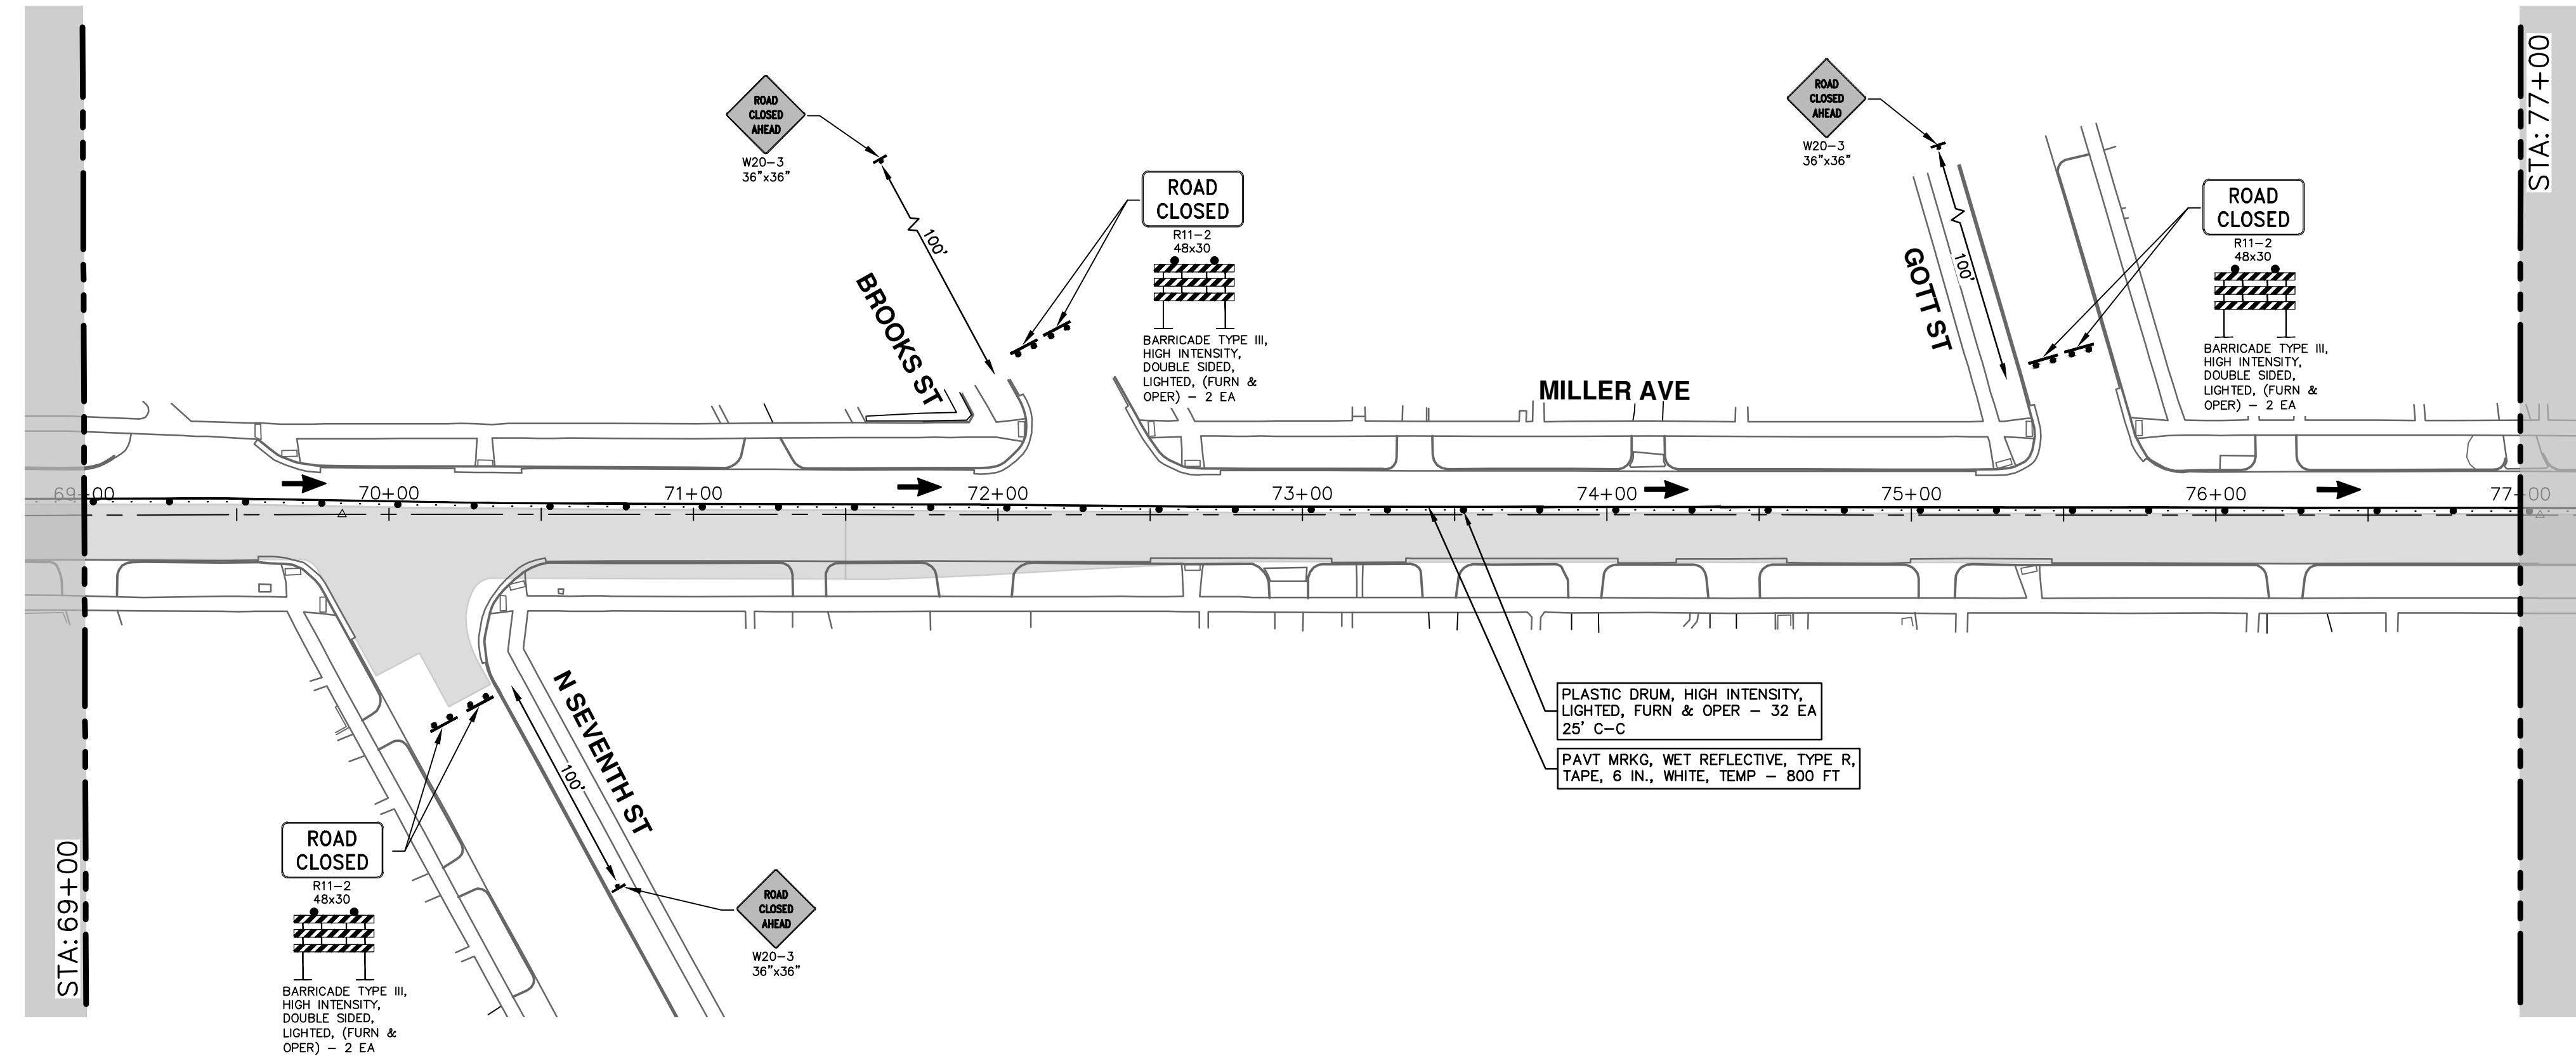 STA: 77+00
ROAD
CLOSED
AHEAD
W20-3
36"x36"
ROAD
CLOSED
AHEAD
W20-3
36"x36"
ROAD
CLOSED
R11-2
48x30
BARRICADE TYPE III,
HIGH INTENSITY,
DOUBLE SIDED,
LIGHTED, (FURN &
OPER) - 2 EA
ROAD
CLOSED
R11-2
48x30
BARRICADE TYPE III,
HIGH INTENSITY,
DOUBLE SIDED,
LIGHTED, (FURN &
OPER) - 2 EA
100'
100'
BROOKS ST
GOTT ST
MILLER AVE
69+00
70+00
71+00
72+00
73+00
74+00
75+00
76+00
77+00
PLASTIC DRUM, HIGH INTENSITY,
LIGHTED, FURN & OPER - 32 EA
25' C-C
PAVT MRKG, WET REFLECTIVE, TYPE R,
TAPE, 6 IN., WHITE, TEMP - 800 FT
N SEVENTH ST
100'
STA: 69+00
ROAD
CLOSED
R11-2
48x30
BARRICADE TYPE III,
HIGH INTENSITY,
DOUBLE SIDED,
LIGHTED, (FURN &
OPER) - 2 EA
ROAD
CLOSED
AHEAD
W20-3
36"x36"